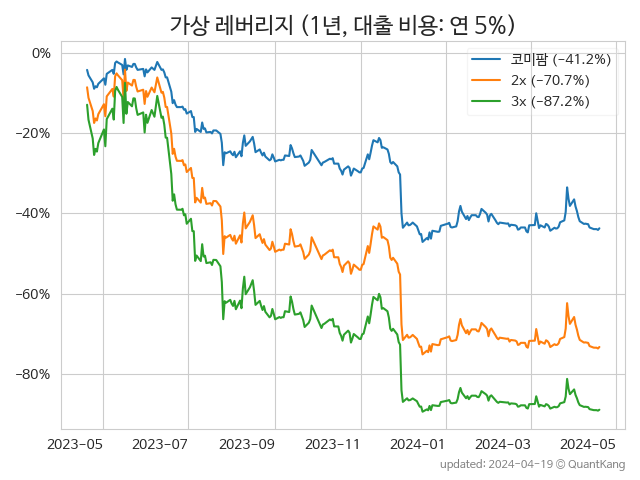 가상 레버리지 (1년, 대출 비용: 연 5%)
코미팜 (−41.2%)
2x (−70.7%)
3x (−87.2%)
0%
−20%
−40%
−60%
−80%
2023-05 2023-07 2023-09 2023-11 2024-01 2024-03 2024-05
updated: 2024-04-19 © QuantKang